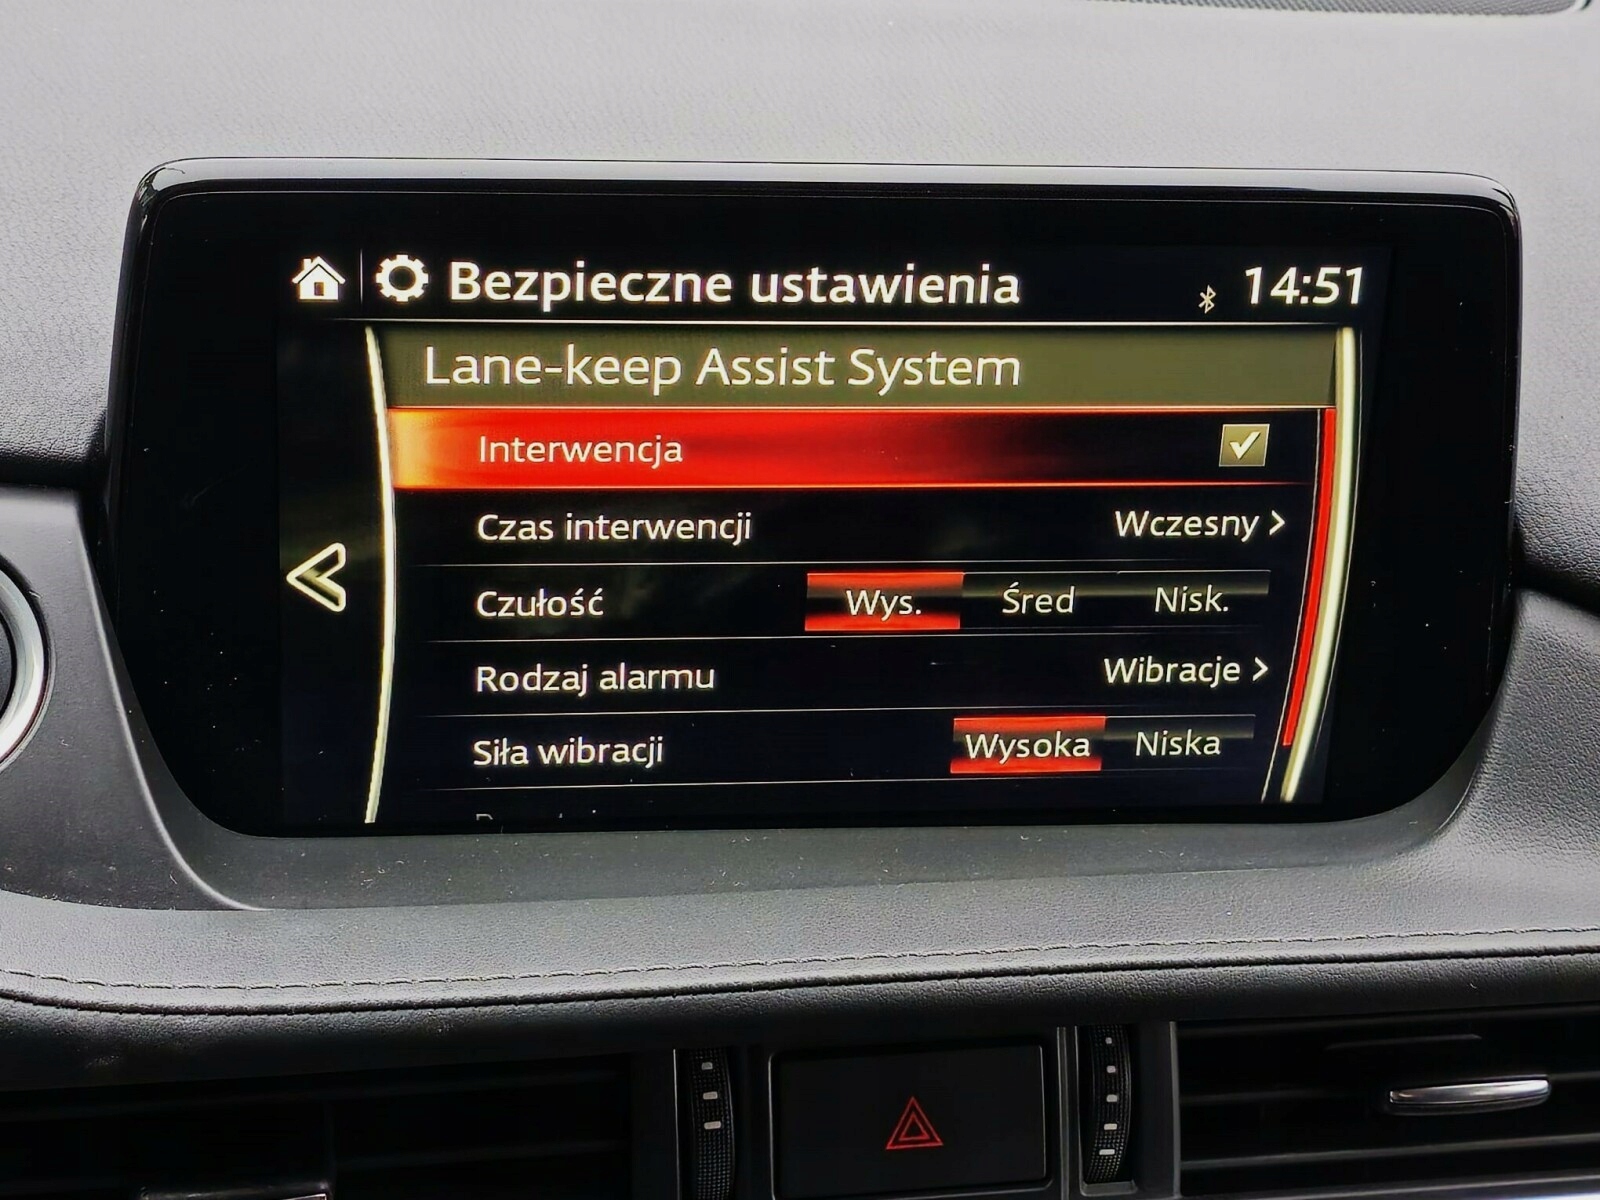 Bezpieczne ustawienia 14:51
Lane-keep Assist System
Interwencja
Czas interwencji Wczesny >
Czułość Wys. Śred Nisk.
Rodzaj alarmu Wibracje >
Siła wibracji Wysoka Niska